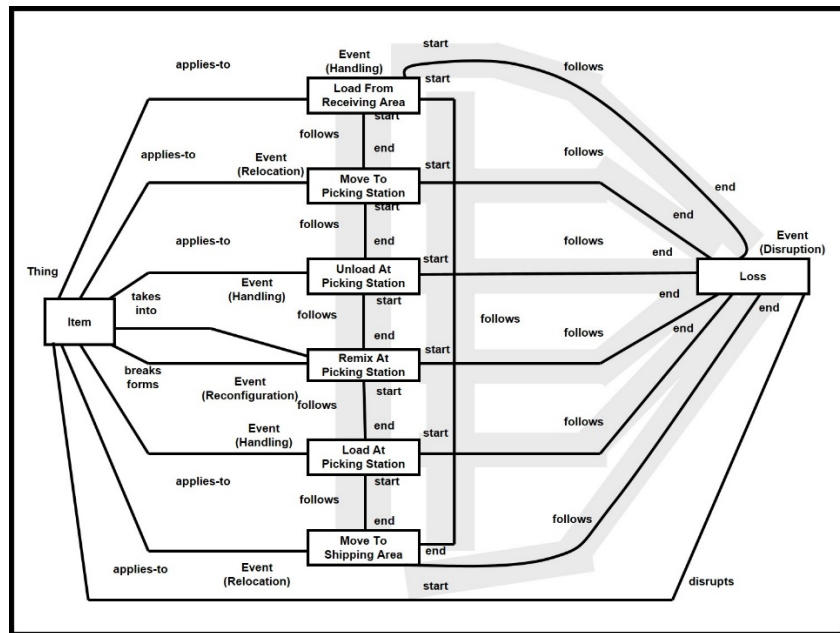 start
Event
(Handling)
follows
applies-to
start
Load From
Receiving Area
start
follows
end
applies-to
Event
(Relocation)
start
follows
Move To
Picking Station
end
start
end
follows
applies-to
follows
Event
(Disruption)
end
start
end
Thing
Event
(Handling)
Unload At
Picking Station
Loss
takes
into
start
end
follows
follows
end
Item
end
start
follows
Remix At
Picking Station
breaks
forms
Event
(Reconfiguration)
start
follows
Event
(Handling)
end
start
follows
Load At
Picking Station
applies-to
start
follows
end
follows
Move To
Shipping Area
end
applies-to
Event
(Relocation)
start
disrupts